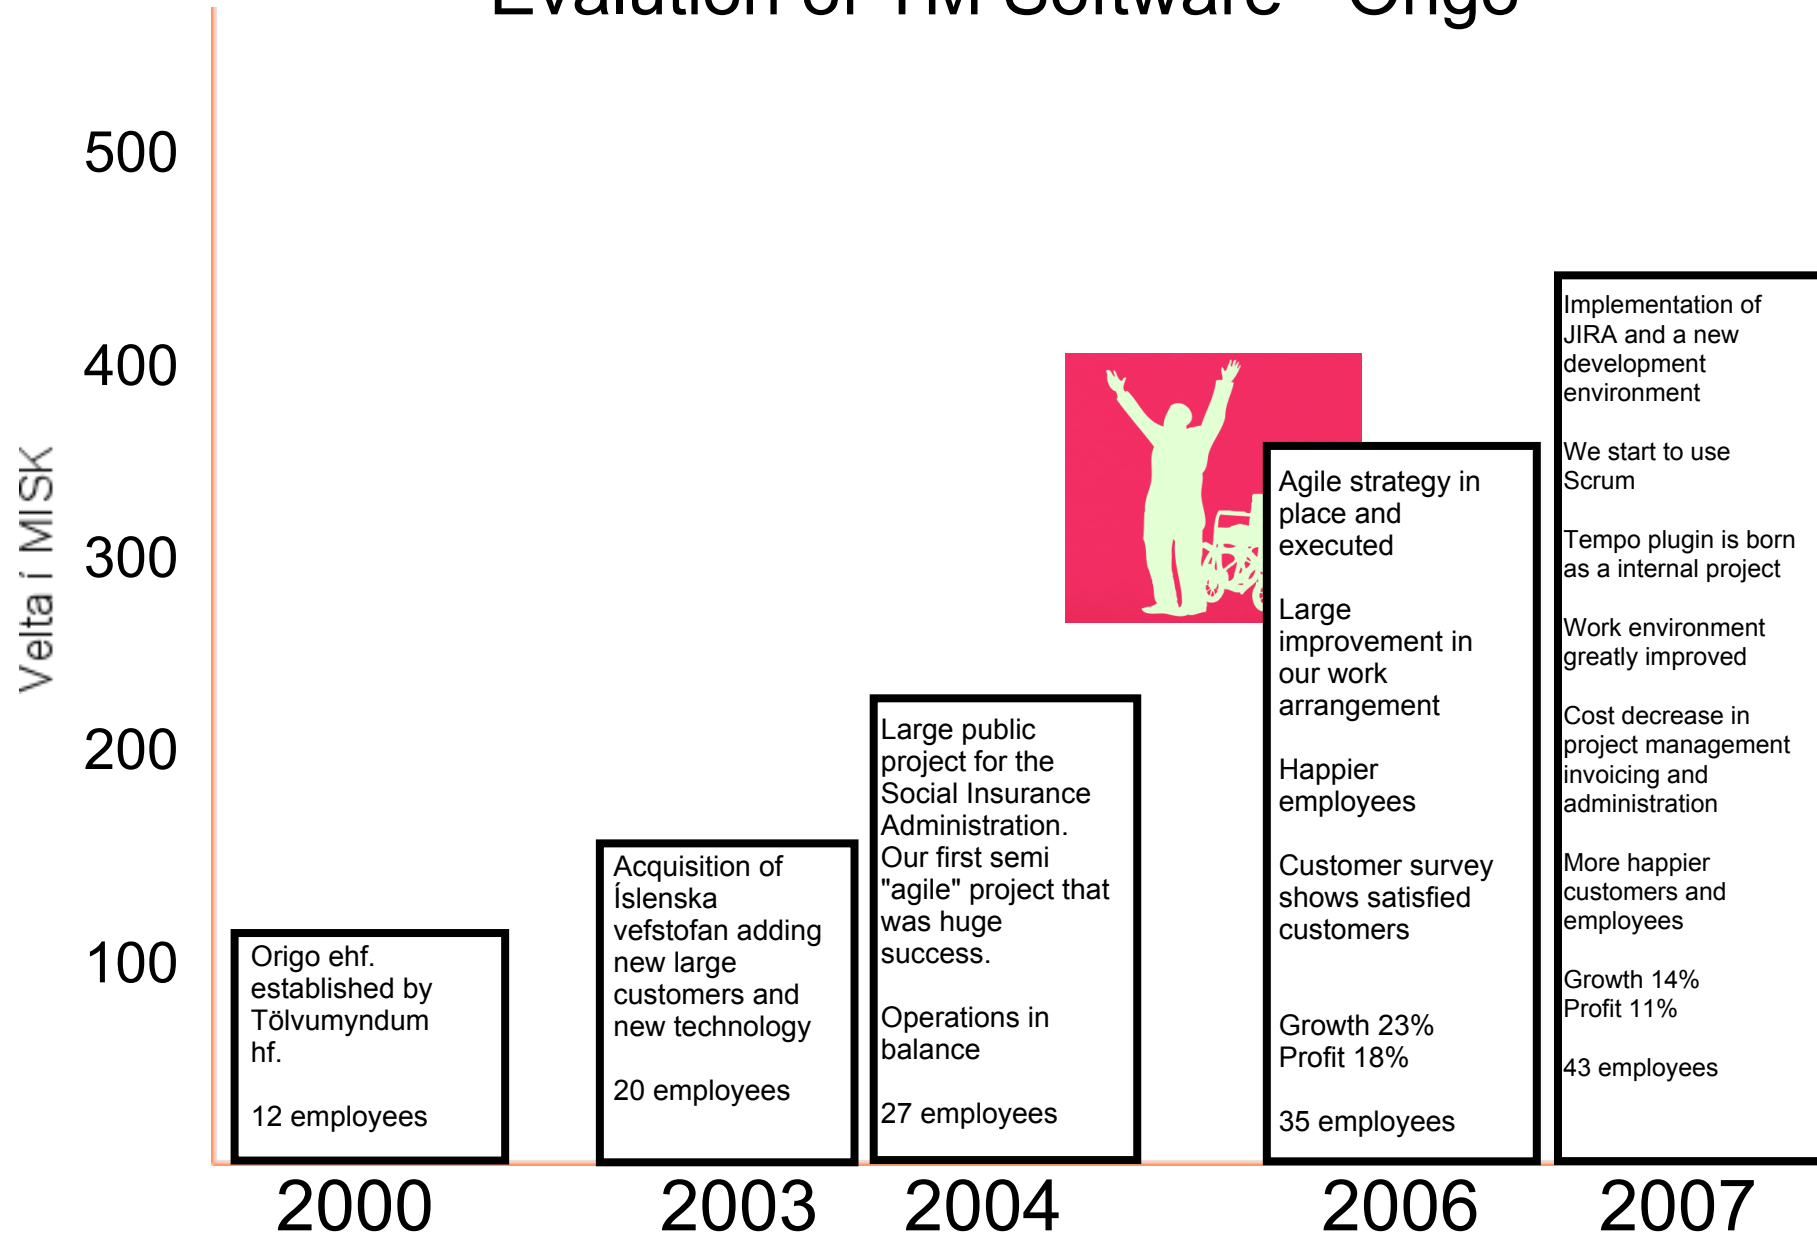 Evalution of TM Software - Origo
500
400
300
200
100
Velta í MISK
Origo ehf.
established by
Tölvumyndum
hf.
12 employees
Acquisition of
Íslenska
vefstofan adding
new large
customers and
new technology
20 employees
Large public
project for the
Social Insurance
Administration.
Our first semi
"agile" project that
was huge
success.
Operations in
balance
27 employees
Agile strategy in
place and
executed
Large
improvement in
our work
arrangement
Happier
employees
Customer survey
shows satisfied
customers
Growth 23%
Profit 18%
35 employees
Implementation of
JIRA and a new
development
environment
We start to use
Scrum
Tempo plugin is born
as a internal project
Work environment
greatly improved
Cost decrease in
project management
invoicing and
administration
More happier
customers and
employees
Growth 14%
Profit 11%
43 employees
2000
2003
2004
2006
2007